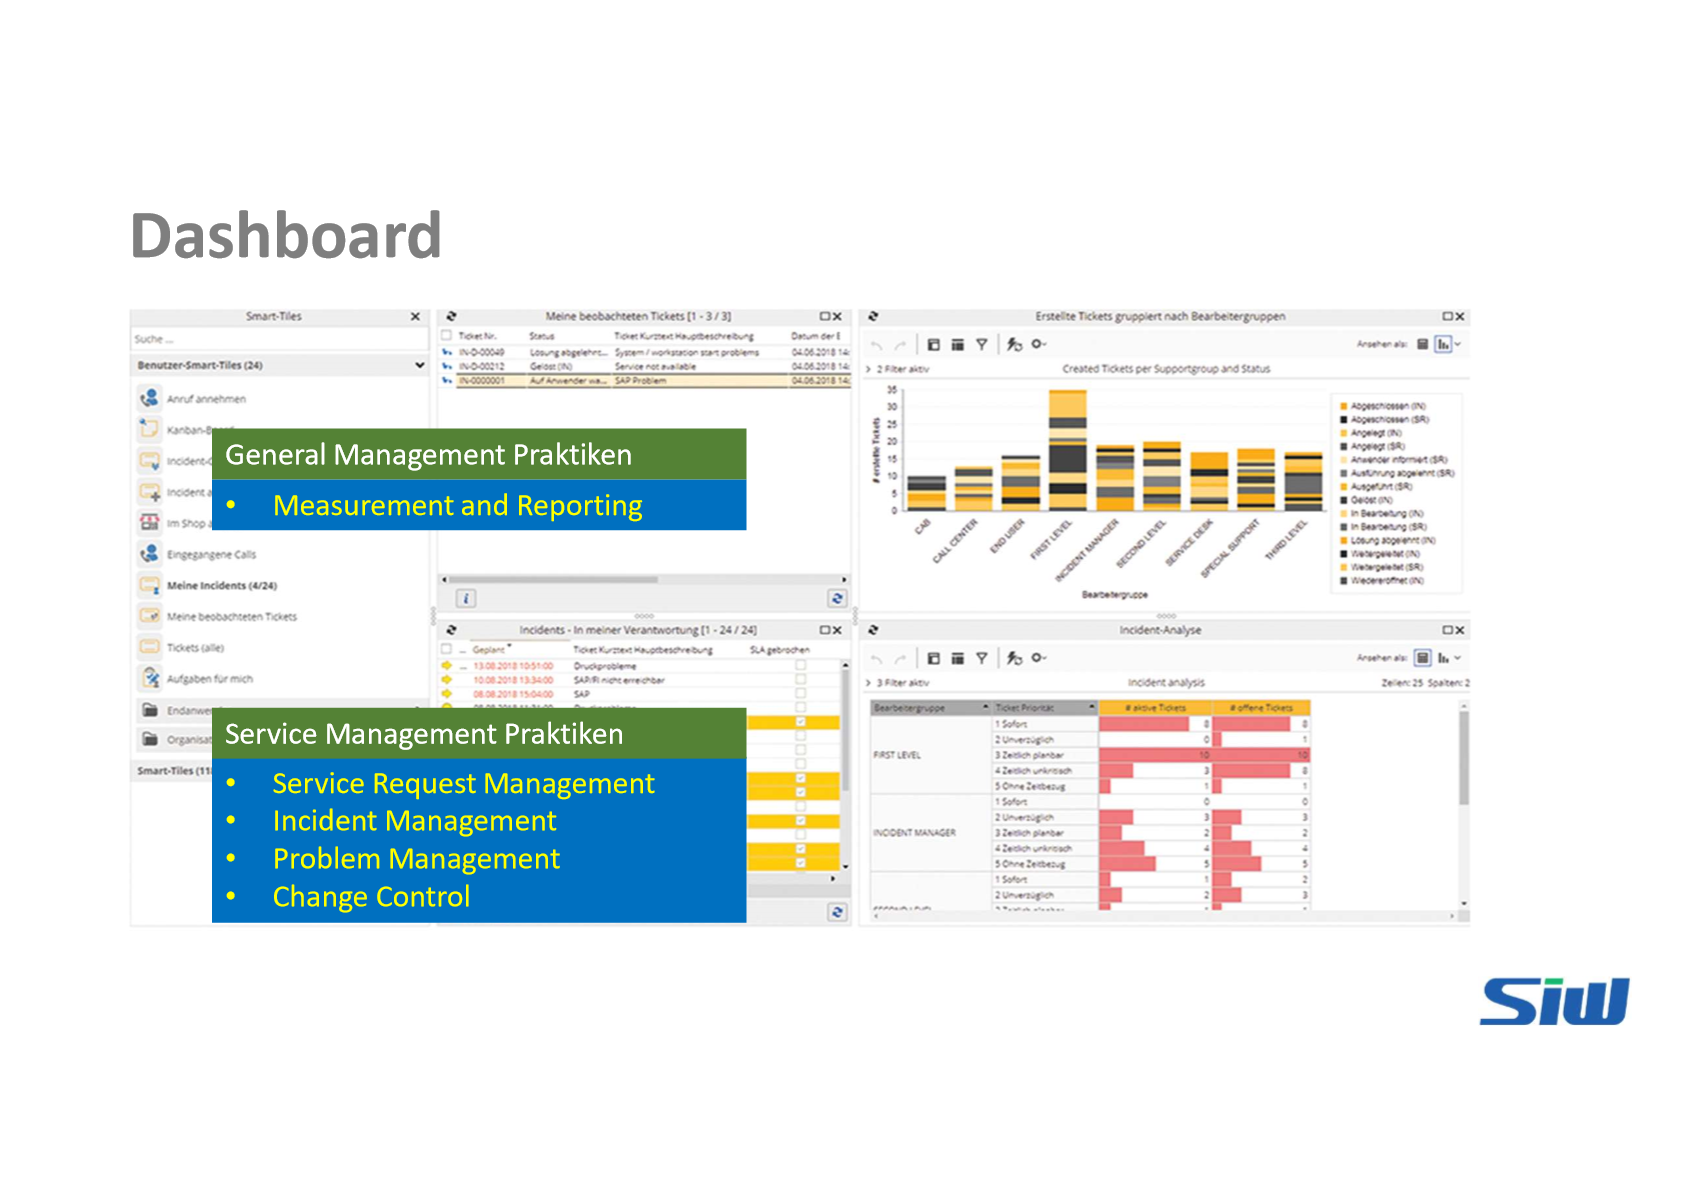 Dashboard
Smart-Tiles
Suche ...
Benutzer-Smart-Tiles (24)
Anruf annehmen
Kanban-B
Incident-
Incident a
Im Shop a
Eingegangene Calls
Meine Incidents (4/24)
Meine beobachteten Tickets
Tickets (alle)
Aufgaben für mich
Endanwe
Organisat
Smart-Tiles (11
General Management Praktiken
• Measurement and Reporting
Service Management Praktiken
• Service Request Management
• Incident Management
• Problem Management
• Change Control
Meine beobachteten Tickets [1 - 3 / 3]
Ticket Nr. Status Ticket Kurztext Hauptbeschreibung Datum der E
IN-D-00049 Lösung abgelehnt... System / workstation start problems 04.06.2018 14:
IN-D-00212 Gelöst (IN) Service not available 04.06.2018 14:
IN-0000001 Auf Anwender wa... SAP Problem 04.06.2018 14:
Incidents - In meiner Verantwortung [1 - 24 / 24]
... Geplant Ticket Kurztext Hauptbeschreibung SLA gebrochen
... 13.08.2018 10:51:00 Druckprobleme
10.08.2018 13:34:00 SAP/FI nicht erreichbar
08.08.2018 15:04:00 SAP
Erstellte Tickets gruppiert nach Bearbeitergruppen
Ansehen als:
> 2 Filter aktiv
Created Tickets per Supportgroup and Status
# erstellte Tickets
35
30
25
20
15
10
5
0
CAB
CALL CENTER
END USER
FIRST LEVEL
INCIDENT MANAGER
SECOND LEVEL
SERVICE DESK
SPECIAL SUPPORT
THIRD LEVEL
Bearbeitergruppe
Abgeschlossen (IN)
Abgeschlossen (SR)
Angelegt (IN)
Angelegt (SR)
Anwender informiert (SR)
Ausführung abgelehnt (SR)
Ausgeführt (SR)
Gelöst (IN)
In Bearbeitung (IN)
In Bearbeitung (SR)
Lösung abgelehnt (IN)
Weitergeleitet (IN)
Weitergeleitet (SR)
Wiedereröffnet (IN)
Incident-Analyse
Ansehen als:
> 3 Filter aktiv
Incident analysis
Zeilen: 25 Spalten: 2
Bearbeitergruppe Ticket Priorität # aktive Tickets # offene Tickets
FIRST LEVEL
1 Sofort 8 8
2 Unverzüglich 0 1
3 Zeitlich planbar 10 10
4 Zeitlich unkritisch 3 8
5 Ohne Zeitbezug 1 1
INCIDENT MANAGER
1 Sofort 0 0
2 Unverzüglich 3 3
3 Zeitlich planbar 2 2
4 Zeitlich unkritisch 4 4
5 Ohne Zeitbezug 5 5
1 Sofort 1 2
2 Unverzüglich 2 3
SiW